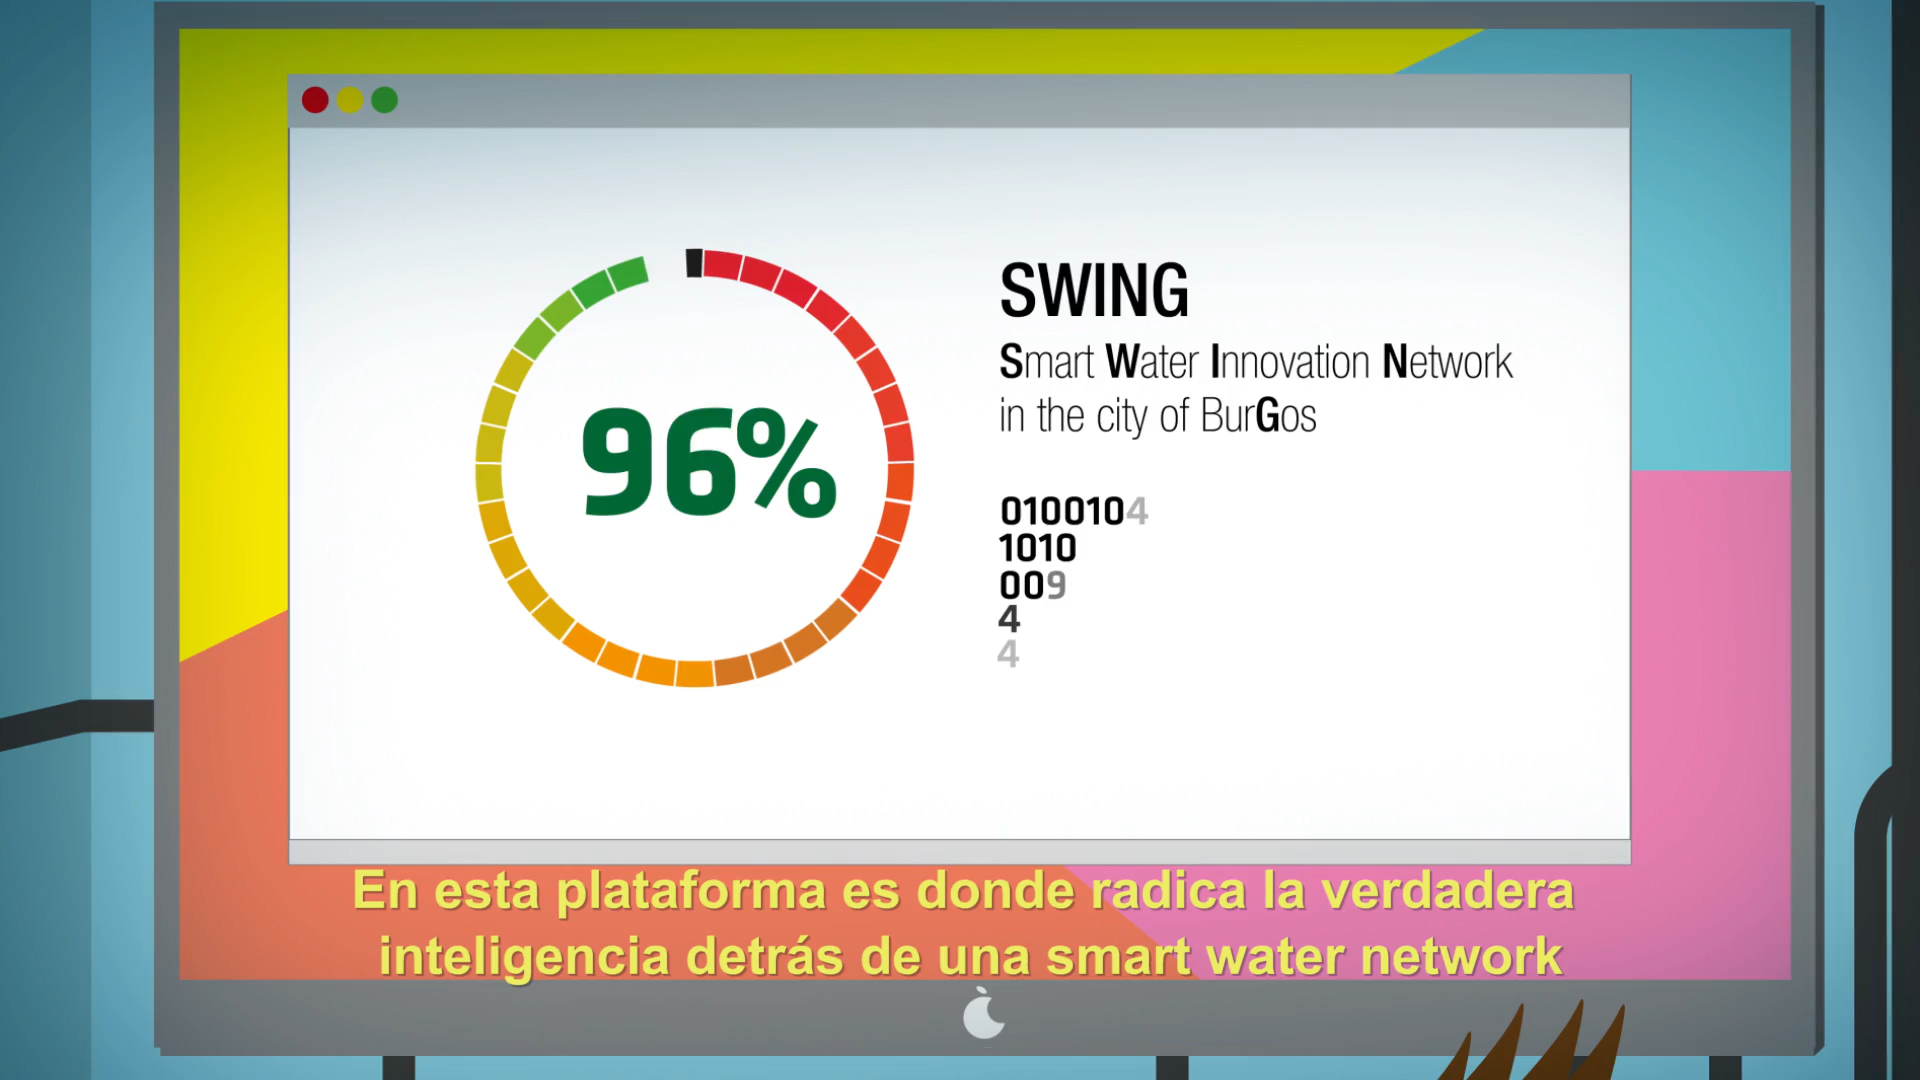 96%
SWING
Smart Water Innovation Network
in the city of BurGos
0100104
1010
009
4
4
En esta plataforma es donde radica la verdadera
inteligencia detrás de una smart water network